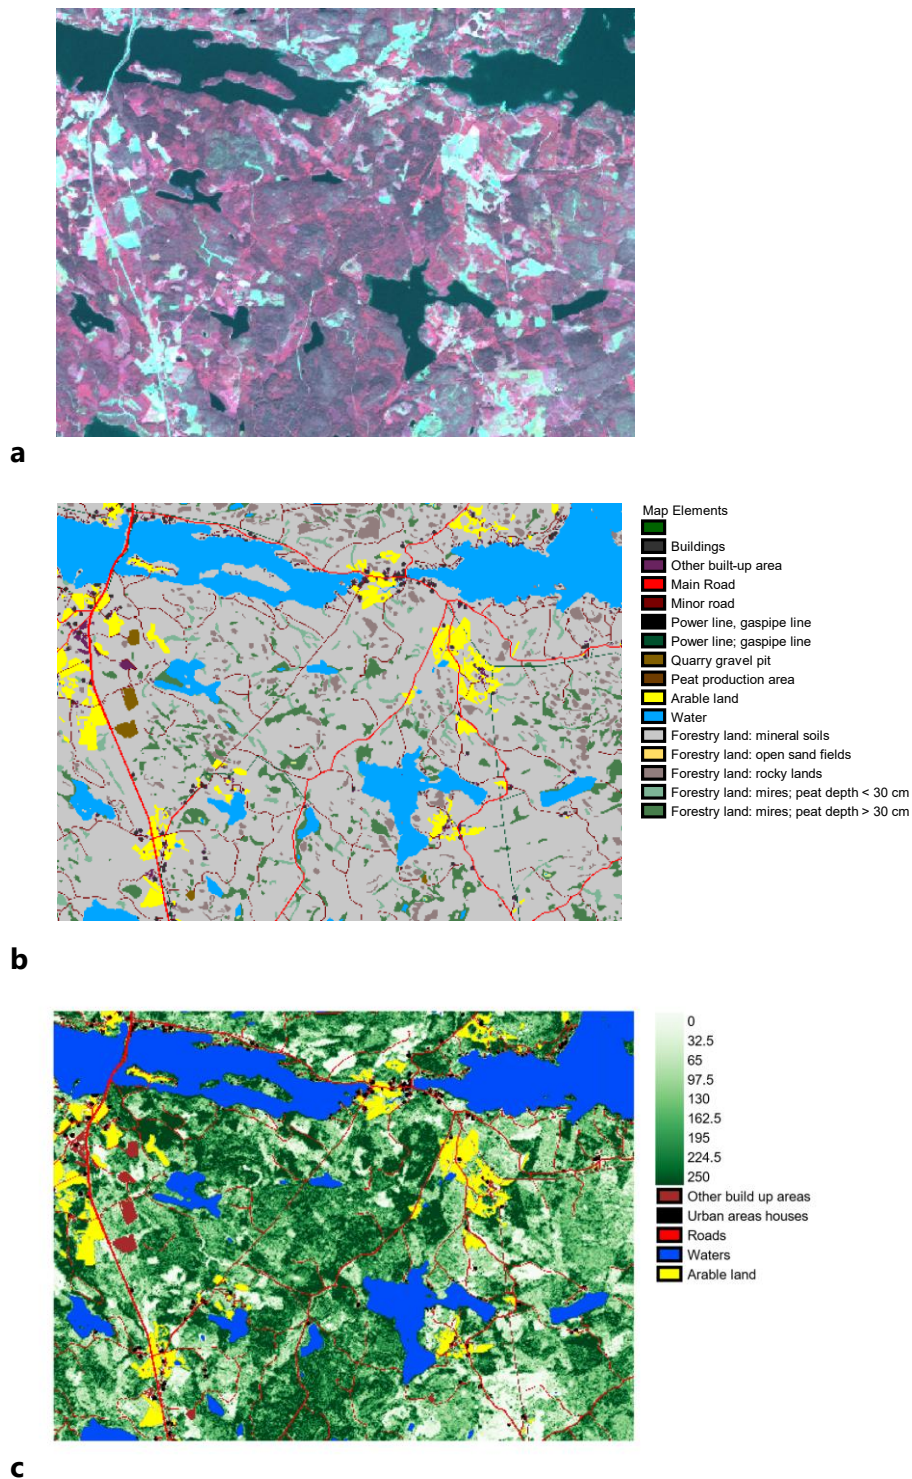 a
Map Elements
Buildings
Other built-up area
Main Road
Minor road
Power line, gaspipe line
Power line; gaspipe line
Quarry gravel pit
Peat production area
Arable land
Water
Forestry land: mineral soils
Forestry land: open sand fields
Forestry land: rocky lands
Forestry land: mires; peat depth < 30 cm
Forestry land: mires; peat depth > 30 cm
b
0
32.5
65
97.5
130
162.5
195
224.5
250
Other build up areas
Urban areas houses
Roads
Waters
Arable land
c